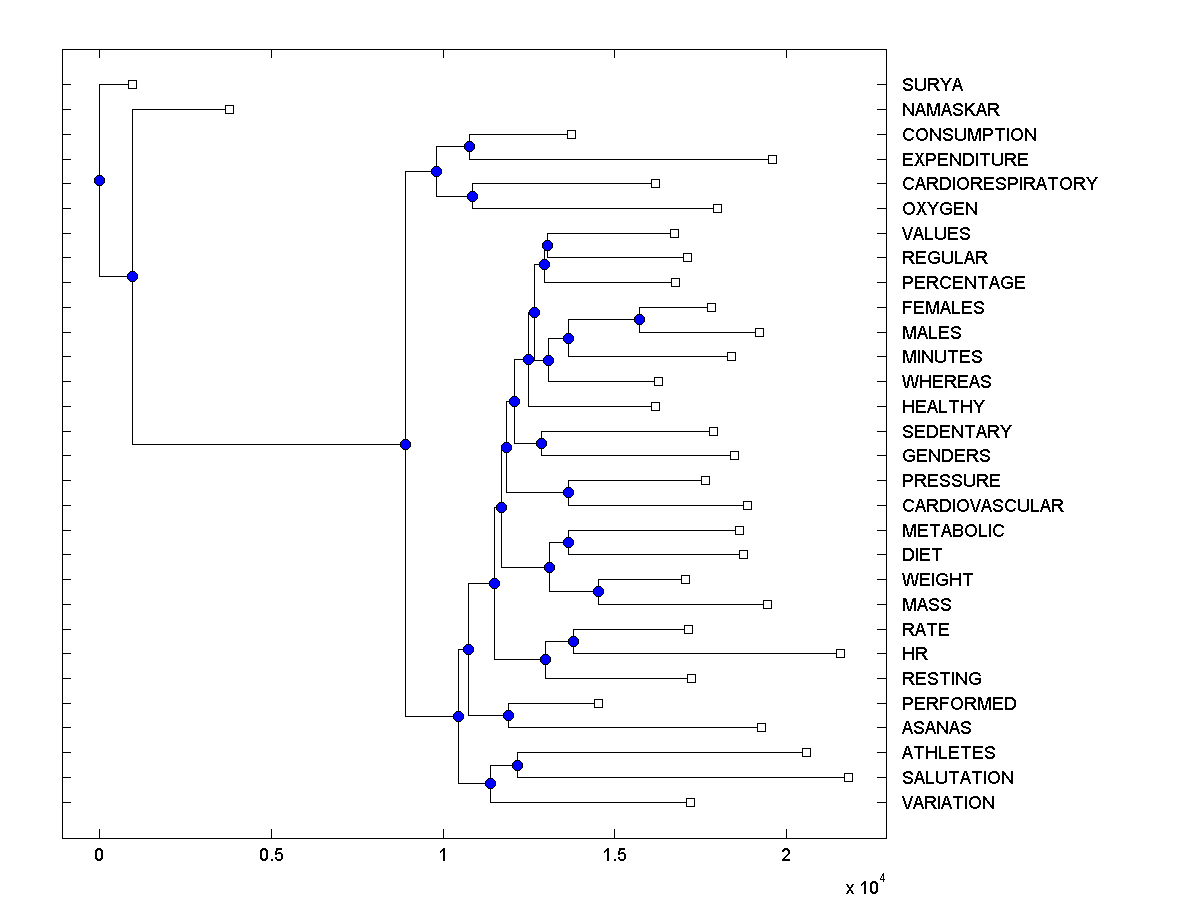 SURYA
NAMASKAR
CONSUMPTION
EXPENDITURE
CARDIORESPIRATORY
OXYGEN
VALUES
REGULAR
PERCENTAGE
FEMALES
MALES
MINUTES
WHEREAS
HEALTHY
SEDENTARY
GENDERS
PRESSURE
CARDIOVASCULAR
METABOLIC
DIET
WEIGHT
MASS
RATE
HR
RESTING
PERFORMED
ASANAS
ATHLETES
SALUTATION
VARIATION
0 0.5 1 1.5 2
x 10^4